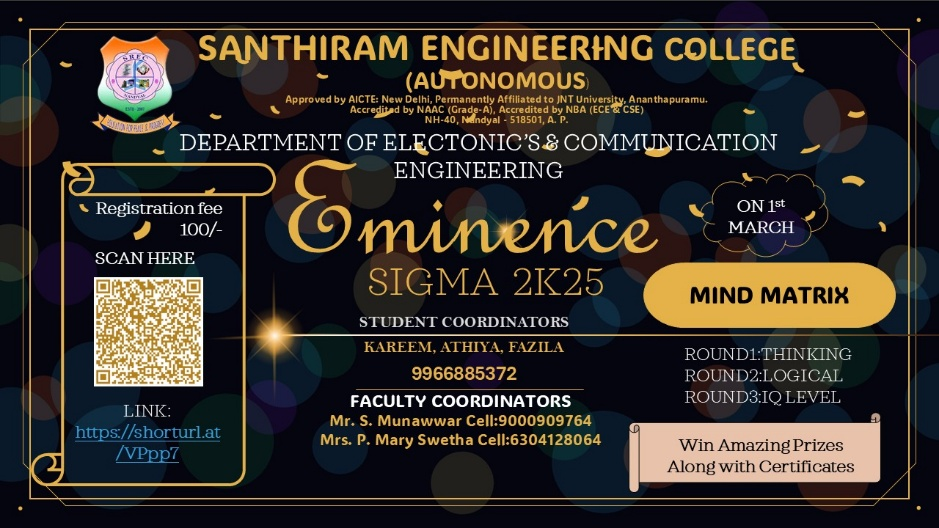 SANTHIRAM ENGINEERING COLLEGE
(AUTONOMOUS)
Approved by AICTE: New Delhi, Permanently Affiliated to JNT University, Ananthapuramu.
Accredited by NAAC (Grade-A), Accredited by NBA (ECE & CSE)
NH-40, Nandyal - 518501, A. P.
DEPARTMENT OF ELECTONIC'S & COMMUNICATION
ENGINEERING
Eminence
SIGMA 2K25
Registration fee
100/-
SCAN HERE
LINK:
https://shorturl.at
/VPpp7
STUDENT COORDINATORS
KAREEM, ATHIYA, FAZILA
9966885372
FACULTY COORDINATORS
Mr. S. Munawwar Cell:9000909764
Mrs. P. Mary Swetha Cell:6304128064
ON 1st
MARCH
MIND MATRIX
ROUND1:THINKING
ROUND2:LOGICAL
ROUND3:IQ LEVEL
Win Amazing Prizes
Along with Certificates